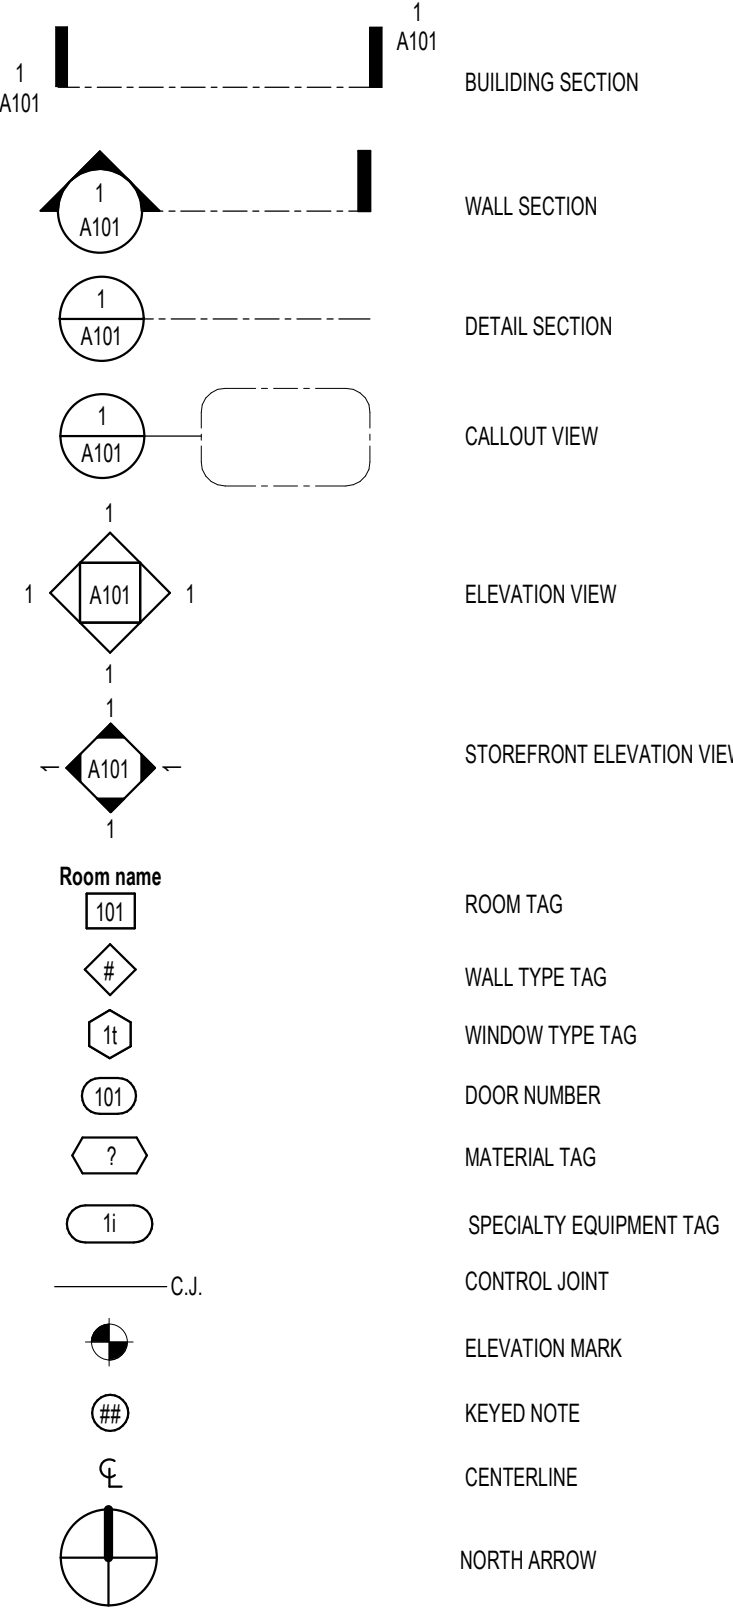 1
A101
1
A101
BUILIDING SECTION
1
A101
WALL SECTION
1
A101
DETAIL SECTION
1
A101
CALLOUT VIEW
1
1 A101 1
1
ELEVATION VIEW
1
1 A101 1
1
STOREFRONT ELEVATION VIEW
Room name
101
ROOM TAG
#
WALL TYPE TAG
1t
WINDOW TYPE TAG
101
DOOR NUMBER
?
MATERIAL TAG
1i
SPECIALTY EQUIPMENT TAG
C.J.
CONTROL JOINT
ELEVATION MARK
##
KEYED NOTE
℄
CENTERLINE
NORTH ARROW